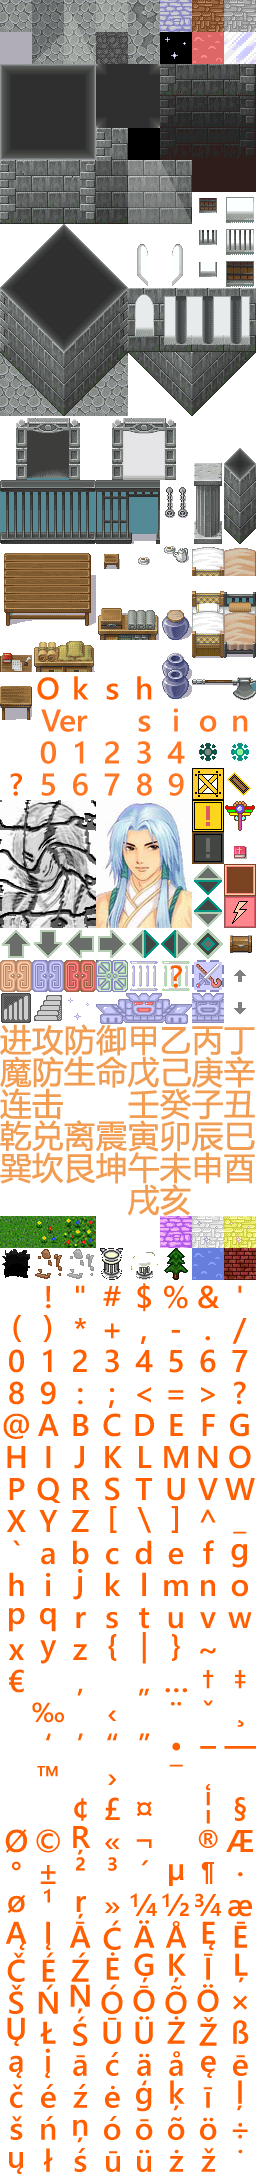 O k s h
Ver s i o n
0 1 2 3 4
? 5 6 7 8 9
!
!
?
进 攻 防 御 甲 乙 丙 丁
魔 防 生 命 戊 己 庚 辛
连 击 壬 癸 子 丑
乾 兑 离 震 寅 卯 辰 巳
巽 坎 艮 坤 午 未 申 酉
戌 亥
! " # $ % & '
( ) * + , - . /
0 1 2 3 4 5 6 7
8 9 : ; < = > ?
@ A B C D E F G
H I J K L M N O
P Q R S T U V W
X Y Z [ \ ] ^ _
` a b c d e f g
h i j k l m n o
p q r s t u v w
x y z { | } ~
€ ‚ „ … † ‡
‰ ‹ ¨ ˇ ¸
‘ ’ “ ” • – —
™ › ¯ ˛
¢ £ ¤ ¦ §
Ø © Ŗ « ¬ ® Æ
° ± ² ³ ´ µ ¶ ·
ø ¹ ŗ » ¼ ½ ¾ æ
Ą Į Ā Ć Ä Å Ę Ē
Č É Ź Ė Ģ Ķ Ī Ļ
Š Ń Ņ Ó Ō Õ Ö ×
Ų Ł Ś Ū Ü Ż Ž ß
ą į ā ć ä å ę ē
č é ź ė ģ ķ ī ļ
š ń ņ ó ō õ ö ÷
ų ł ś ū ü ż ž ˙